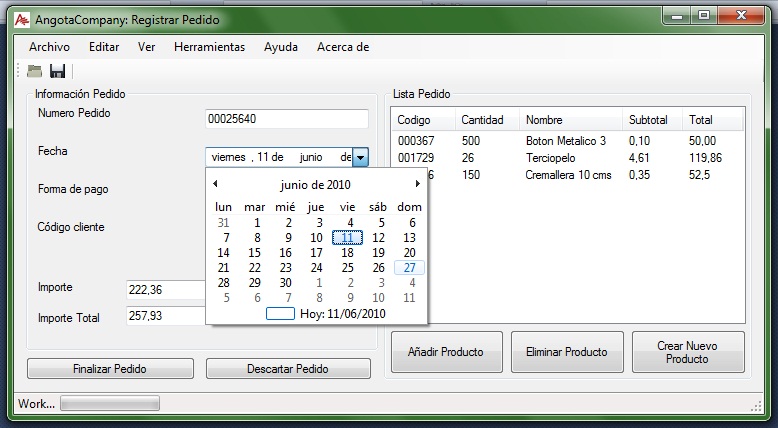 AngotaCompany: Registrar Pedido
Archivo Editar Ver Herramientas Ayuda Acerca de
Información Pedido
Numero Pedido 00025640
Fecha viernes , 11 de junio de
junio de 2010
lun mar mié jue vie sáb dom
31 1 2 3 4 5 6
7 8 9 10 11 12 13
14 15 16 17 18 19 20
21 22 23 24 25 26 27
28 29 30 1 2 3 4
5 6 7 8 9 10 11
Hoy: 11/06/2010
Forma de pago
Código cliente
Importe 222,36
Importe Total 257,93
Finalizar Pedido Descartar Pedido
Lista Pedido
Codigo Cantidad Nombre Subtotal Total
000367 500 Boton Metalico 3 0,10 50,00
001729 26 Terciopelo 4,61 119,86
6 150 Cremallera 10 cms 0,35 52,5
Añadir Producto Eliminar Producto Crear Nuevo
Producto
Work...